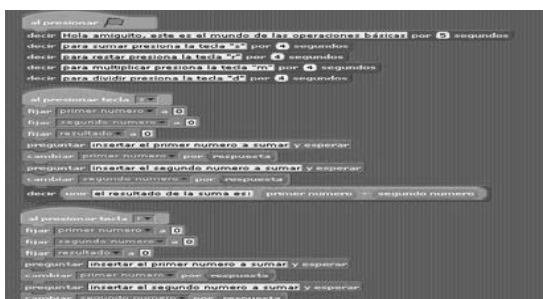 al presionar
decir Hola amiguito, este es el mundo de las operaciones básicas por 5 segundos
decir para sumar presiona la tecla "s" por 4 segundos
decir para restar presiona la tecla "r" por 4 segundos
decir para multiplicar presiona la tecla "m" por 4 segundos
decir para dividir presiona la tecla "d" por 4 segundos
al presionar tecla
fijar primer numero a 0
fijar segundo numero a 0
fijar resultado a 0
preguntar insertar el primer numero a sumar y esperar
cambiar primer numero por respuesta
preguntar insertar el segundo numero a sumar y esperar
cambiar segundo numero por respuesta
decir unir el resultado de la suma es: primer numero + segundo numero
al presionar tecla
fijar primer numero a 0
fijar segundo numero a 0
fijar resultado a 0
preguntar insertar el primer numero a sumar y esperar
cambiar primer numero por respuesta
preguntar insertar el segundo numero a sumar y esperar
cambiar segundo numero por respuesta